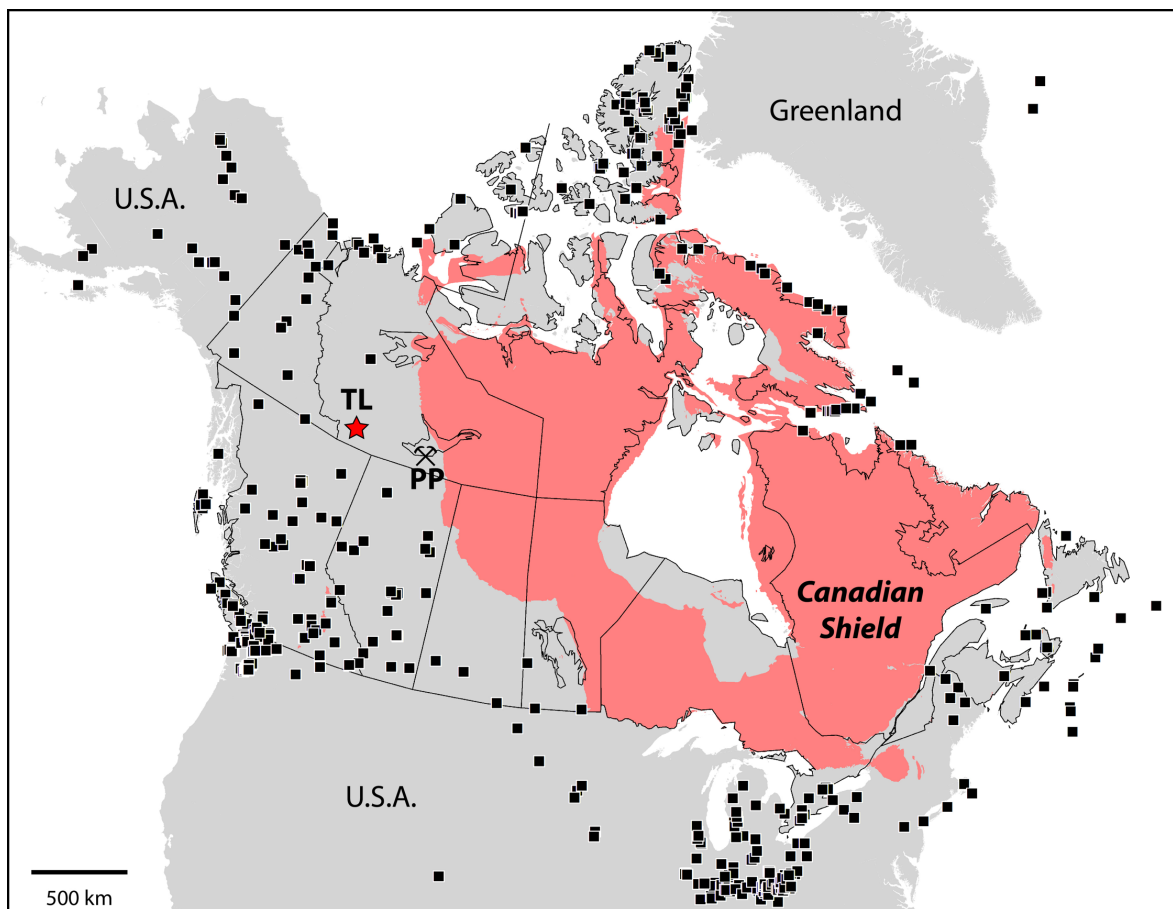 Greenland
U.S.A.
TL
PP
Canadian
Shield
U.S.A.
500 km